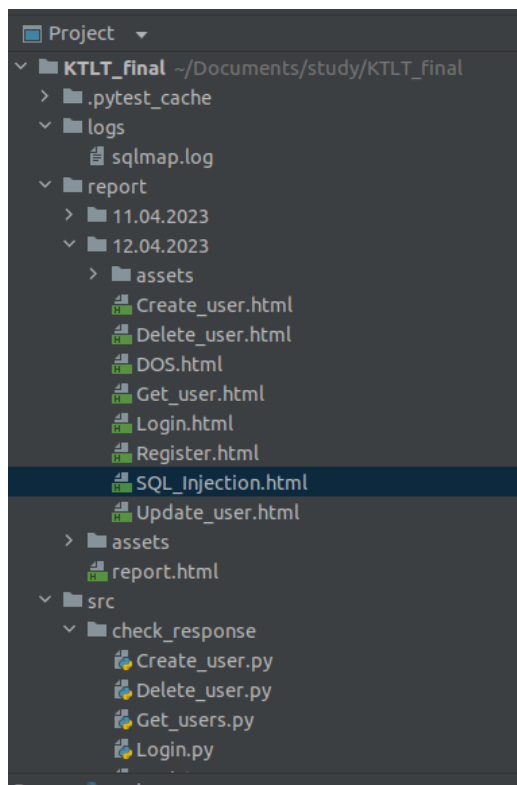 Project
KTLT_final ~/Documents/study/KTLT_final
.pytest_cache
logs
sqlmap.log
report
11.04.2023
12.04.2023
assets
Create_user.html
Delete_user.html
DOS.html
Get_user.html
Login.html
Register.html
SQL_Injection.html
Update_user.html
assets
report.html
src
check_response
Create_user.py
Delete_user.py
Get_users.py
Login.py